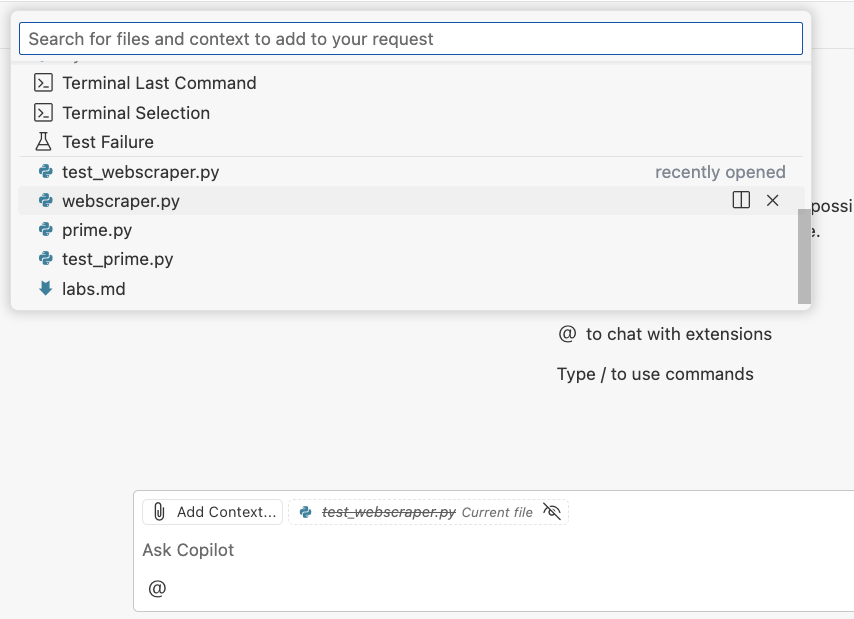 Search for files and context to add to your request
Terminal Last Command
Terminal Selection
Test Failure
test_webscraper.py recently opened
webscraper.py
possi
prime.py
e.
test_prime.py
labs.md
@ to chat with extensions
Type / to use commands
Add Context... test_webscraper.py Current file
Ask Copilot
@